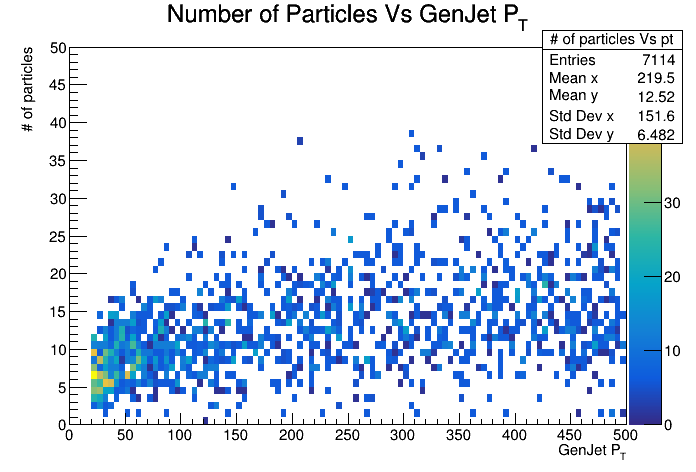 Number of Particles Vs GenJet P_T
# of particles Vs pt
Entries 7114
Mean x 219.5
Mean y 12.52
Std Dev x 151.6
Std Dev y 6.482
# of particles
50
45
40
35
30
25
20
15
10
5
0
30
20
10
0
0 50 100 150 200 250 300 350 400 450 500
GenJet P_T